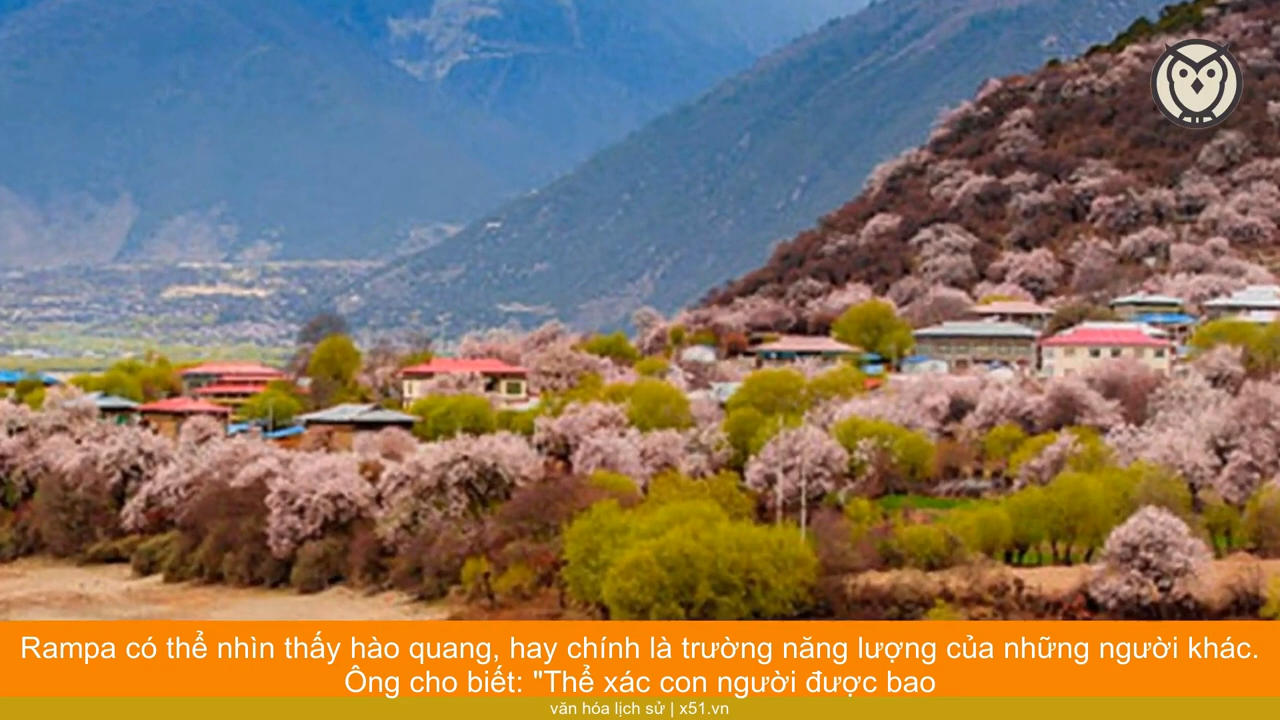 Rampa có thể nhìn thấy hào quang, hay chính là trường năng lượng của những người khác.
Ông cho biết: "Thể xác con người được bao
văn hóa lịch sử | x51.vn